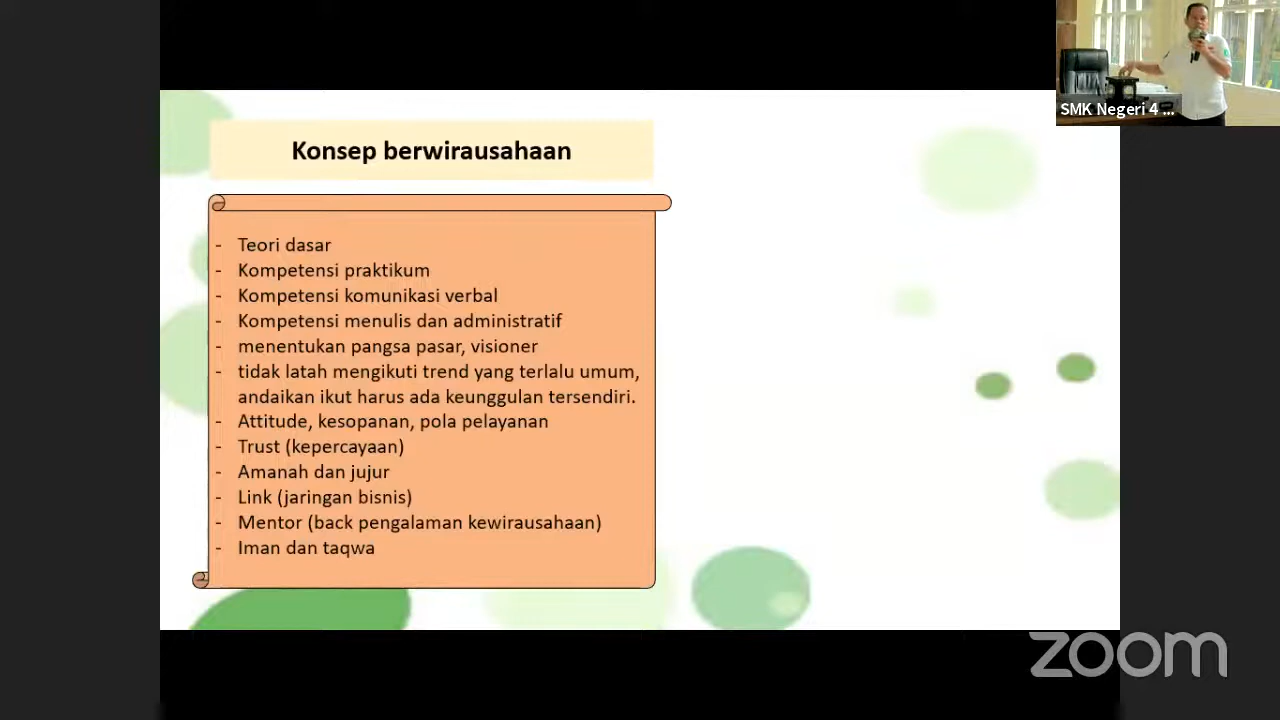 SMK Negeri 4 ...
Konsep berwirausahaan
- Teori dasar
- Kompetensi praktikum
- Kompetensi komunikasi verbal
- Kompetensi menulis dan administratif
- menentukan pangsa pasar, visioner
- tidak latah mengikuti trend yang terlalu umum,
andaikan ikut harus ada keunggulan tersendiri.
- Attitude, kesopanan, pola pelayanan
- Trust (kepercayaan)
- Amanah dan jujur
- Link (jaringan bisnis)
- Mentor (back pengalaman kewirausahaan)
- Iman dan taqwa
zoom